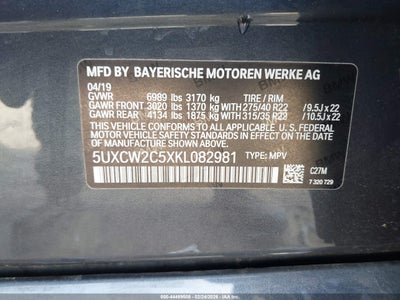 MFD BY BAYERISCHE MOTOREN WERKE AG
04/19
GVWR 6989 lbs 3170 kg TIRE / RIM
GAWR FRONT 3020 lbs 1370 kg WITH 275/40 R22 / 9.5J x 22
GAWR REAR 4134 lbs 1875 kg WITH 315/35 R22 / 10.5J x 22
THIS VEHICLE CONFORMS TO ALL APPLICABLE FEDERAL
MOTOR VEHICLE SAFETY STANDARDS IN EFFECT ON THE
DATE OF MANUFACTURE SHOWN ABOVE.
5UXCW2C5XKL082981 TYPE: MPV
C27M
7 320 729